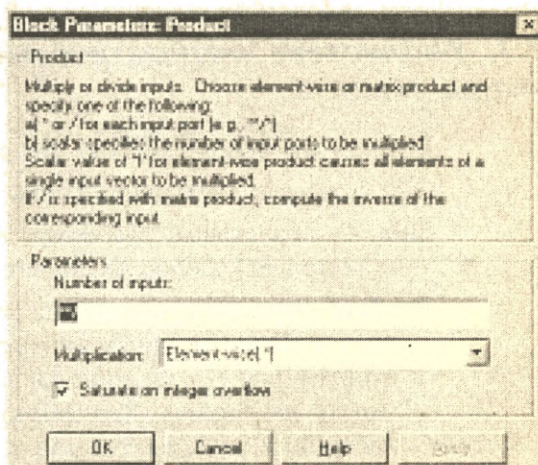 Block Parameters: Product
Product
Multiply or divide inputs. Choose element-wise or matrix product and
specify one of the following:
a) * or / for each input port (e.g., **/*)
b) scalar specifies the number of input ports to be multiplied
Scalar value of '1' for element-wise product causes all elements of a
single input vector to be multiplied.
If / is specified with matrix product, compute the inverse of the
corresponding input.
Parameters
Number of inputs:
Multiplication: Element-wise(.*)
Saturate on integer overflow
OK Cancel Help Apply